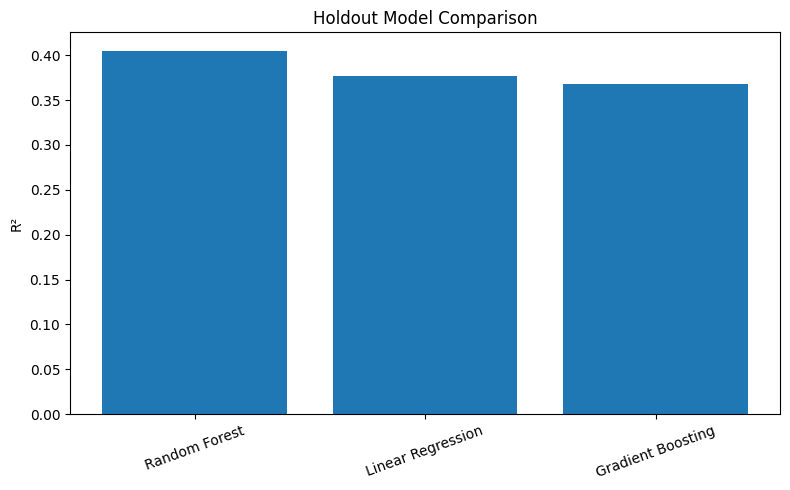 Holdout Model Comparison
R²
0.40
0.35
0.30
0.25
0.20
0.15
0.10
0.05
0.00
Random Forest
Linear Regression
Gradient Boosting